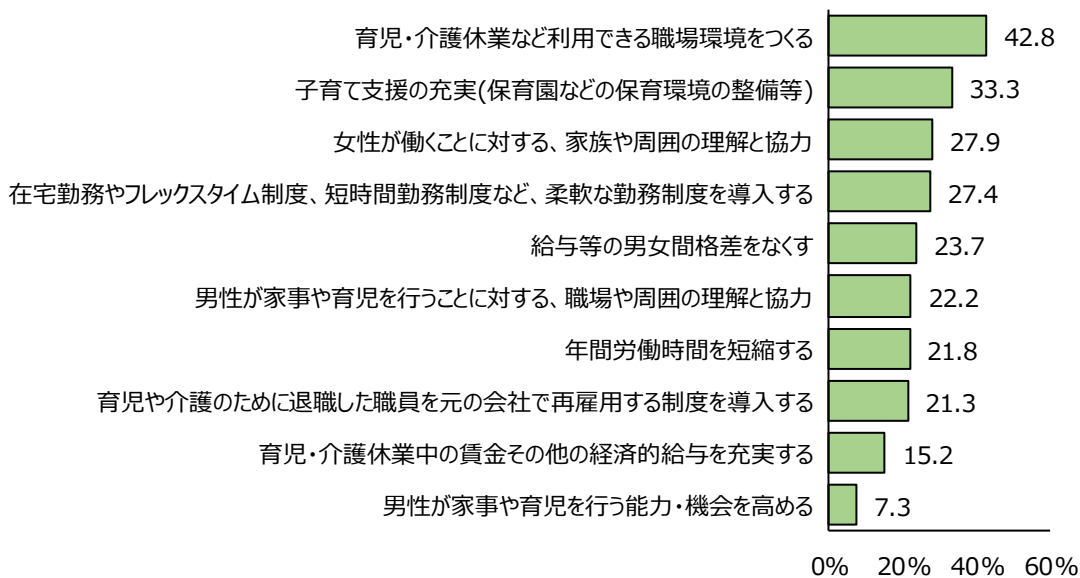 育児・介護休業など利用できる職場環境をつくる 42.8
子育て支援の充実(保育園などの保育環境の整備等) 33.3
女性が働くことに対する、家族や周囲の理解と協力 27.9
在宅勤務やフレックスタイム制度、短時間勤務制度など、柔軟な勤務制度を導入する 27.4
給与等の男女間格差をなくす 23.7
男性が家事や育児を行うことに対する、職場や周囲の理解と協力 22.2
年間労働時間を短縮する 21.8
育児や介護のために退職した職員を元の会社で再雇用する制度を導入する 21.3
育児・介護休業中の賃金その他の経済的給与を充実する 15.2
男性が家事や育児を行う能力・機会を高める 7.3
0% 20% 40% 60%